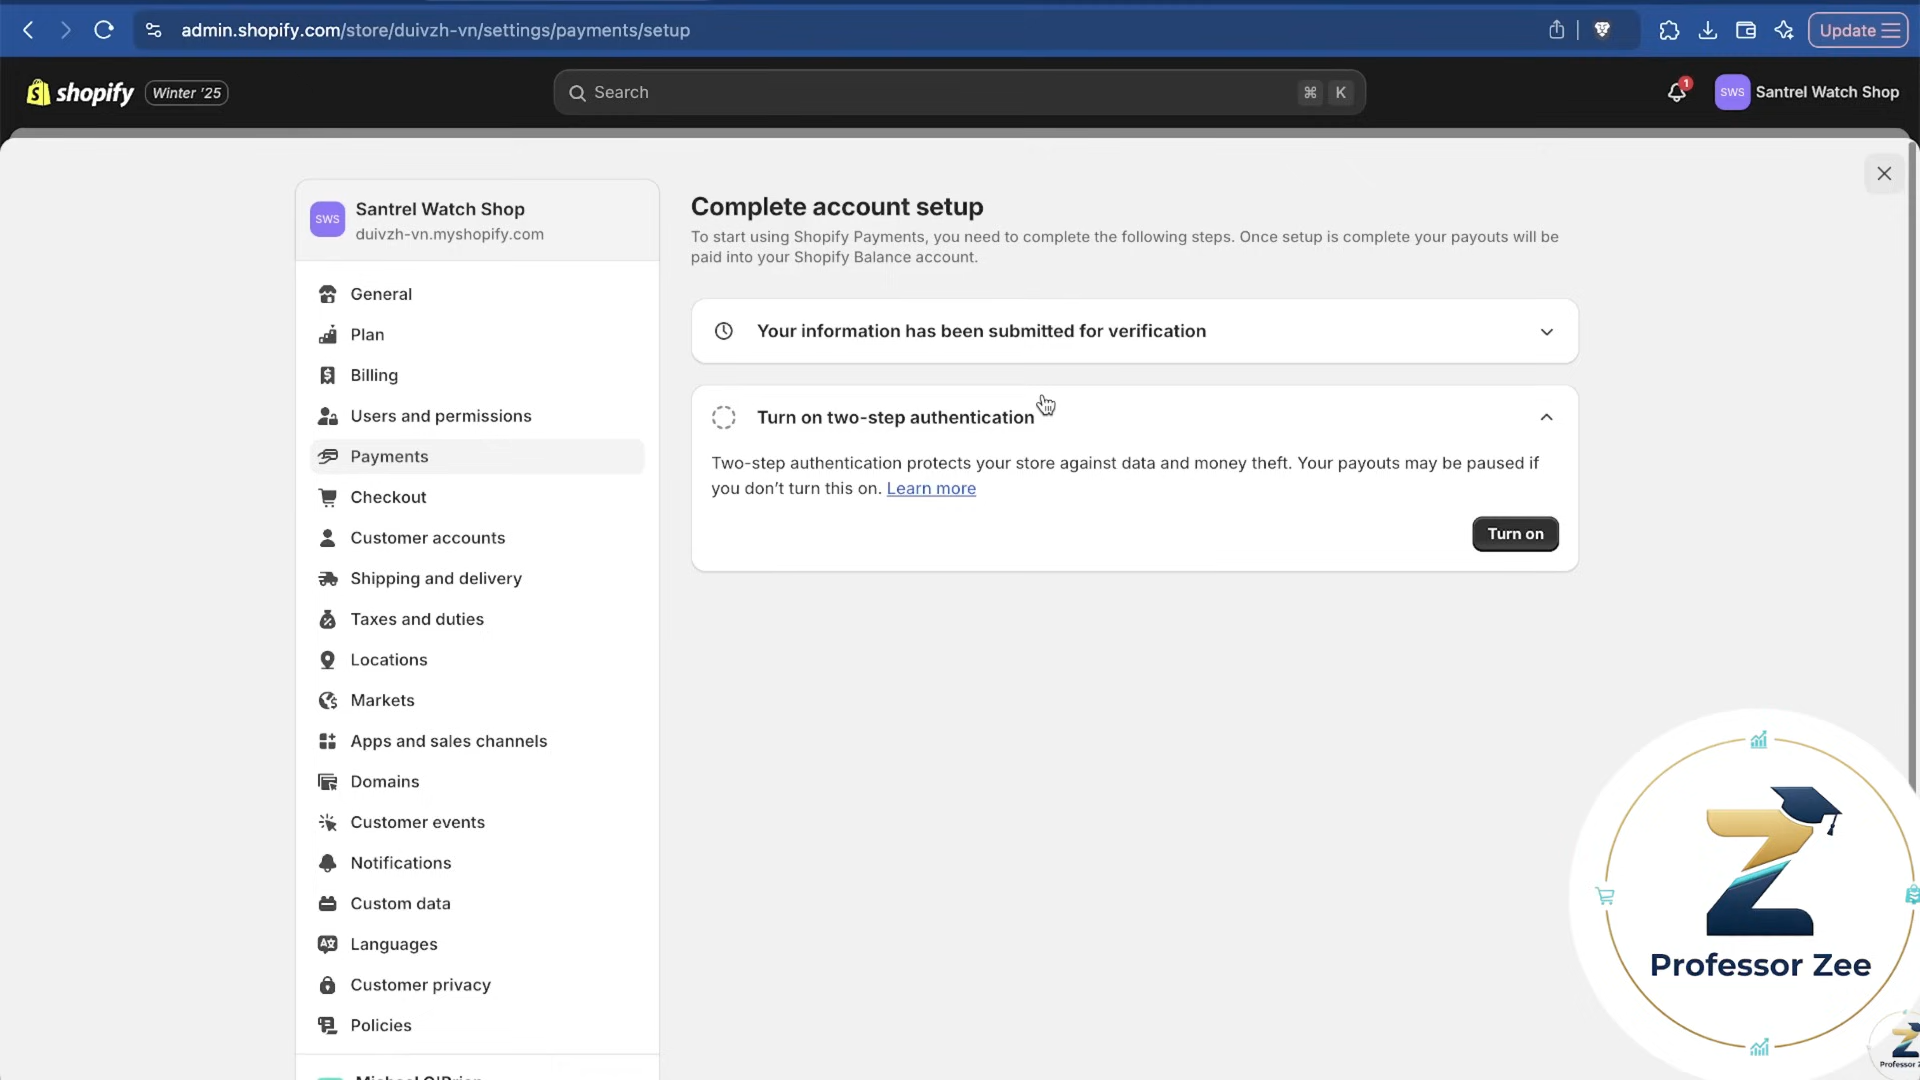 admin.shopify.com/store/duivzh-vn/settings/payments/setup
Update
shopify
Winter '25
Search
⌘ K
1
SWS
Santrel Watch Shop
SWS
Santrel Watch Shop
duivzh-vn.myshopify.com
General
Plan
Billing
Users and permissions
Payments
Checkout
Customer accounts
Shipping and delivery
Taxes and duties
Locations
Markets
Apps and sales channels
Domains
Customer events
Notifications
Custom data
Languages
Customer privacy
Policies
Complete account setup
To start using Shopify Payments, you need to complete the following steps. Once setup is complete your payouts will be
paid into your Shopify Balance account.
Your information has been submitted for verification
Turn on two-step authentication
Two-step authentication protects your store against data and money theft. Your payouts may be paused if
you don’t turn this on. Learn more
Turn on
Professor Zee
Professor